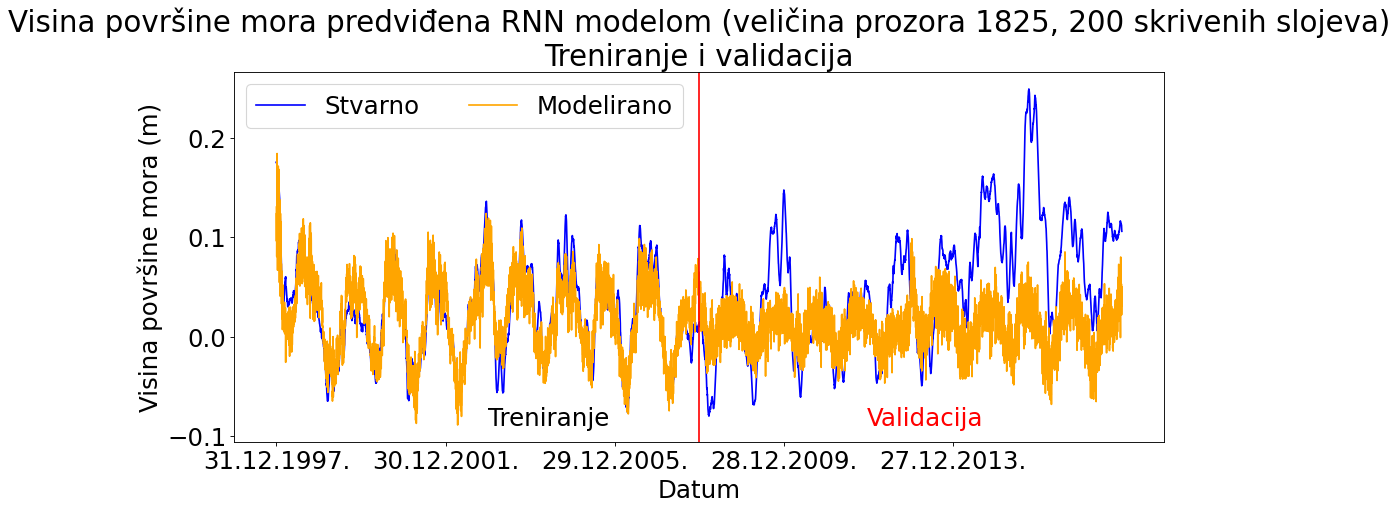 Visina površine mora predviđena RNN modelom (veličina prozora 1825, 200 skrivenih slojeva)
Treniranje i validacija
Stvarno
Modelirano
Visina površine mora (m)
0.2
0.1
0.0
−0.1
Treniranje
Validacija
31.12.1997.
30.12.2001.
29.12.2005.
28.12.2009.
27.12.2013.
Datum